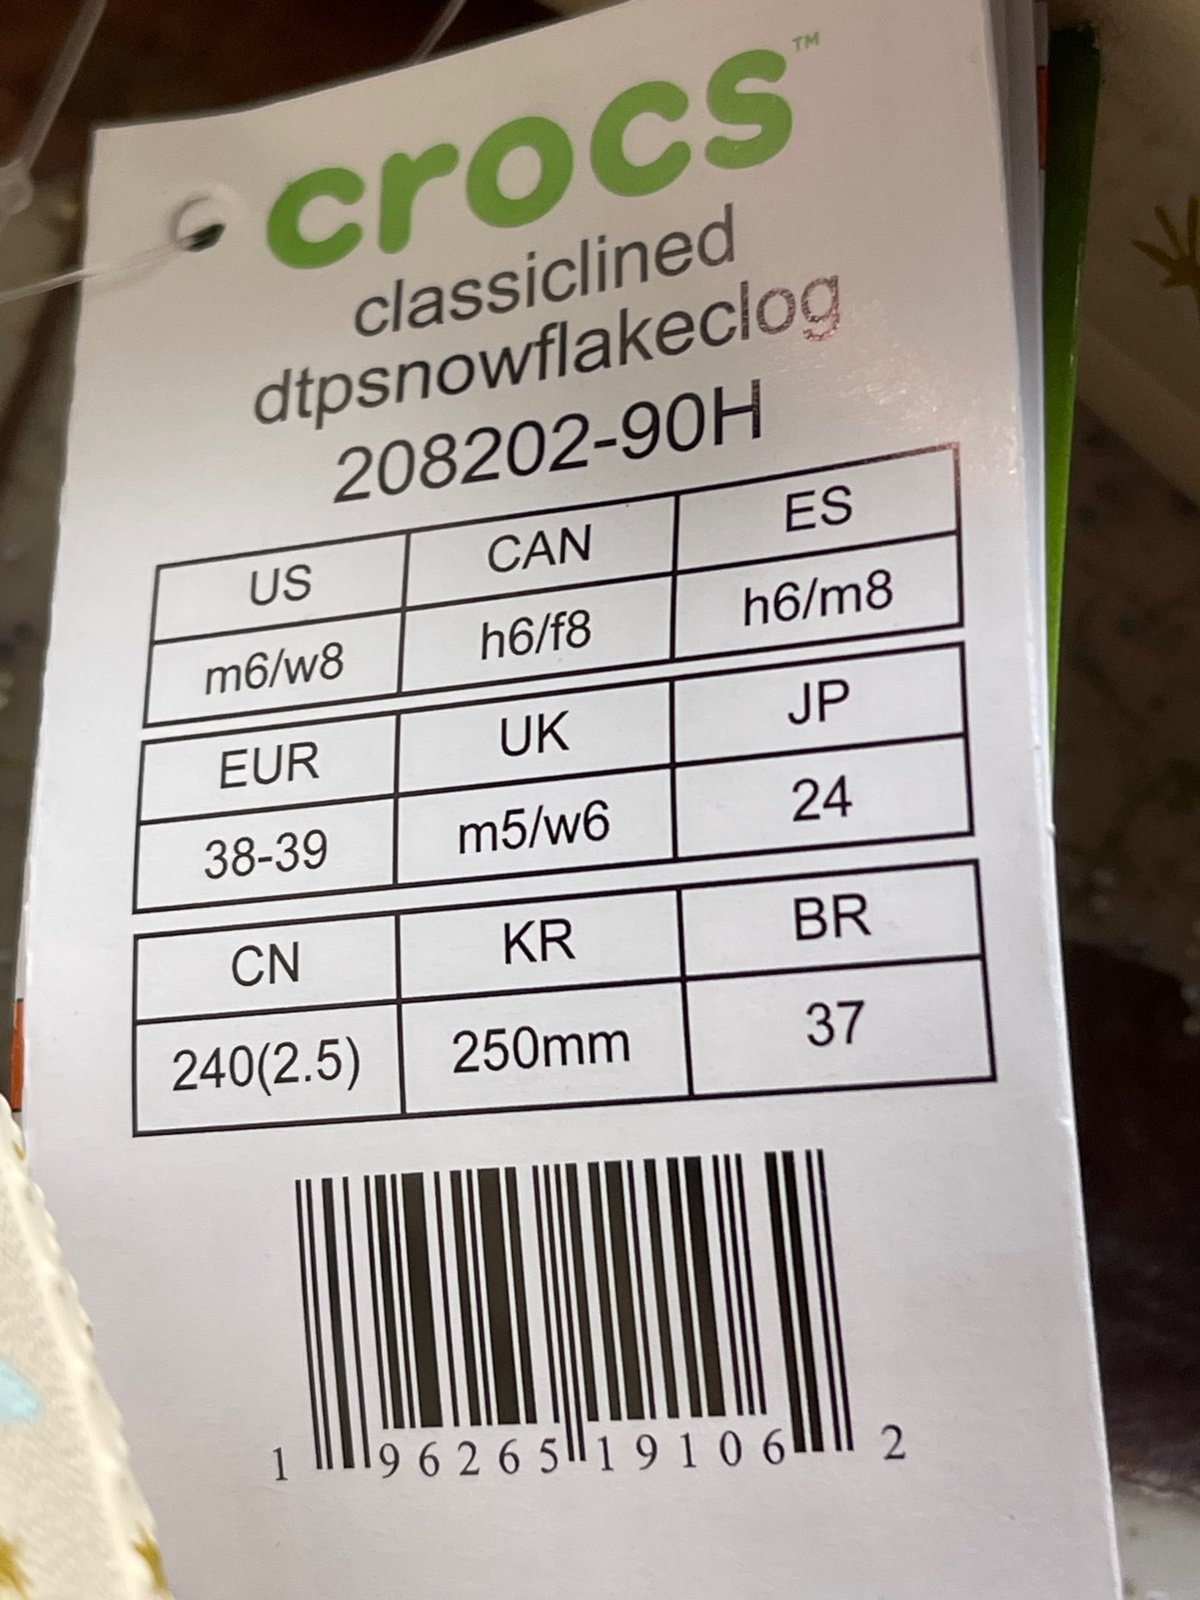 crocs™
classiclined
dtpsnowflakeclog
208202-90H
US CAN ES
m6/w8 h6/f8 h6/m8
EUR UK JP
38-39 m5/w6 24
CN KR BR
240(2.5) 250mm 37
1 96265 19106 2